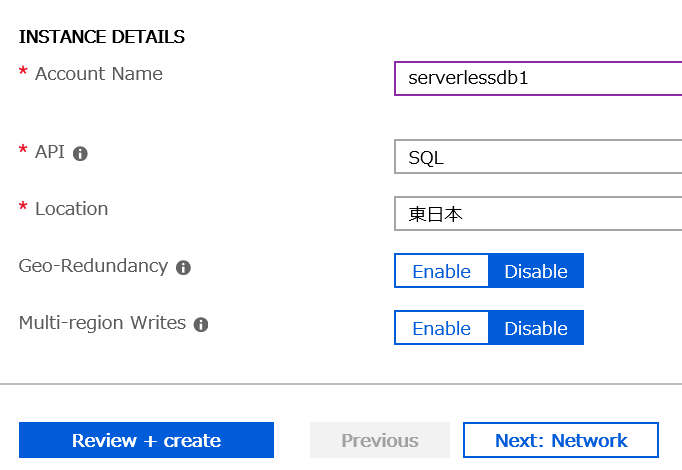 INSTANCE DETAILS
* Account Name
serverlessdb1
* API
SQL
* Location
東日本
Geo-Redundancy
Enable Disable
Multi-region Writes
Enable Disable
Review + create Previous Next: Network